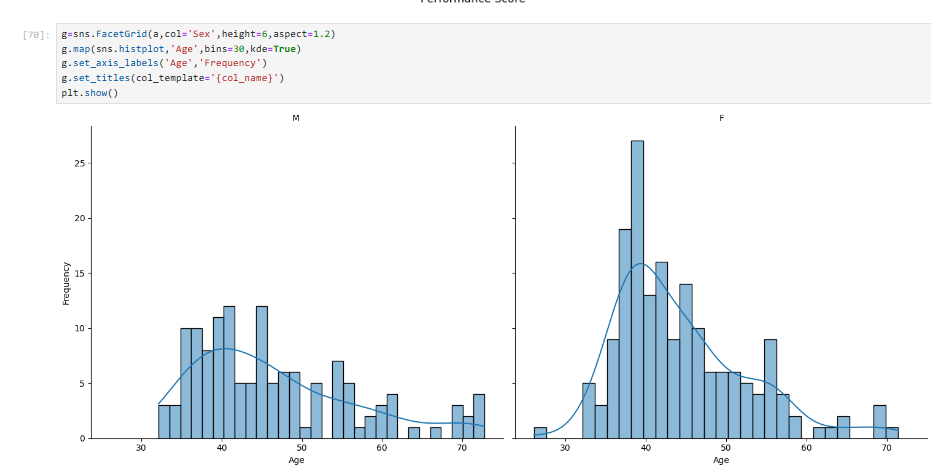 Performance Score
[70]:
g=sns.FacetGrid(a,col='Sex',height=6,aspect=1.2)
g.map(sns.histplot,'Age',bins=30,kde=True)
g.set_axis_labels('Age','Frequency')
g.set_titles(col_template='{col_name}')
plt.show()
M
F
25
20
15
10
5
0
Frequency
30 40 50 60 70
30 40 50 60 70
Age
Age